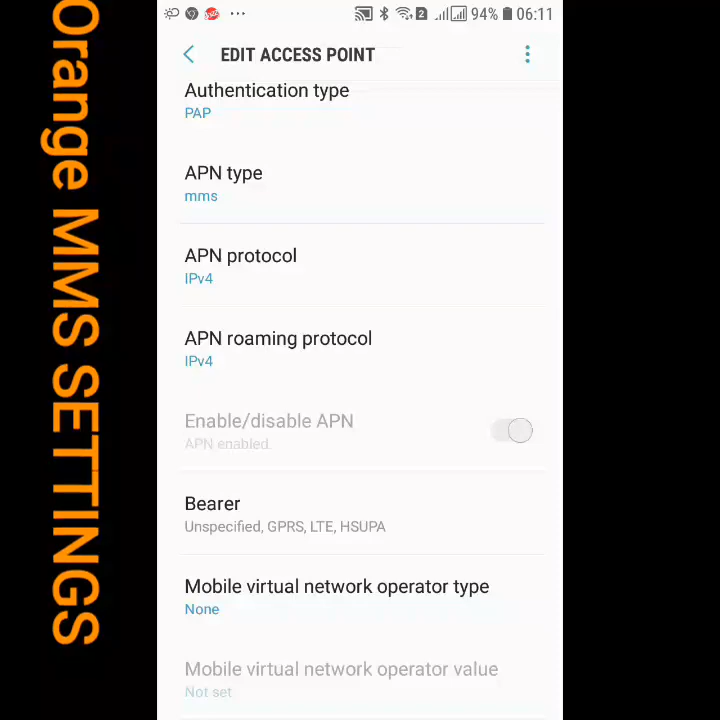 Orange MMS SETTINGS
2 94% 06:11
EDIT ACCESS POINT
Authentication type
PAP
APN type
mms
APN protocol
IPv4
APN roaming protocol
IPv4
Enable/disable APN
APN enabled.
Bearer
Unspecified, GPRS, LTE, HSUPA
Mobile virtual network operator type
None
Mobile virtual network operator value
Not set